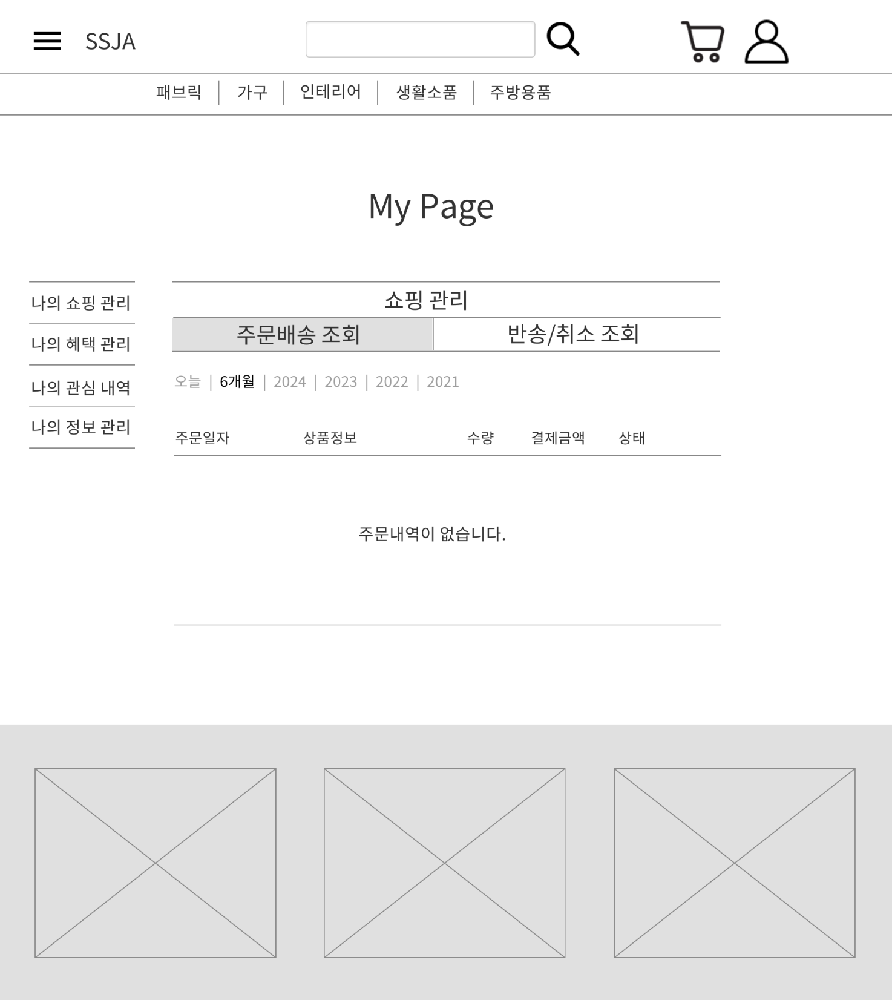 SSJA
패브릭 | 가구 | 인테리어 | 생활소품 | 주방용품
My Page
나의 쇼핑 관리
나의 혜택 관리
나의 관심 내역
나의 정보 관리
쇼핑 관리
주문배송 조회 반송/취소 조회
오늘 | 6개월 | 2024 | 2023 | 2022 | 2021
주문일자 상품정보 수량 결제금액 상태
주문내역이 없습니다.